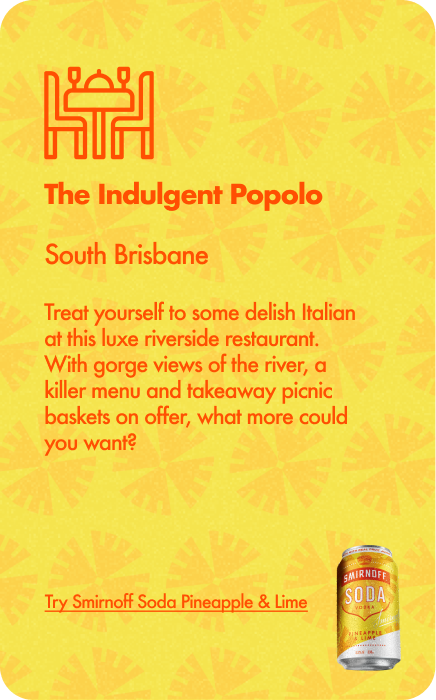 The Indulgent Popolo
South Brisbane
Treat yourself to some delish Italian
at this luxe riverside restaurant.
With gorge views of the river, a
killer menu and takeaway picnic
baskets on offer, what more could
you want?
Try Smirnoff Soda Pineapple & Lime
SMIRNOFF
SODA
VODKA
PINEAPPLE
& LIME